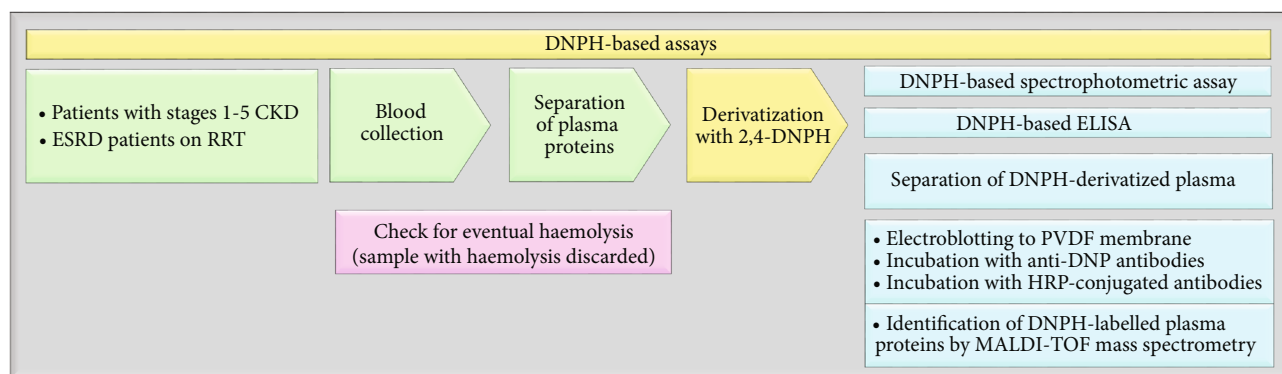 DNPH-based assays
• Patients with stages 1-5 CKD
• ESRD patients on RRT
Blood
collection
Separation
of plasma
proteins
Derivatization
with 2,4-DNPH
Check for eventual haemolysis
(sample with haemolysis discarded)
DNPH-based spectrophotometric assay
DNPH-based ELISA
Separation of DNPH-derivatized plasma
• Electroblotting to PVDF membrane
• Incubation with anti-DNP antibodies
• Incubation with HRP-conjugated antibodies
• Identification of DNPH-labelled plasma
proteins by MALDI-TOF mass spectrometry